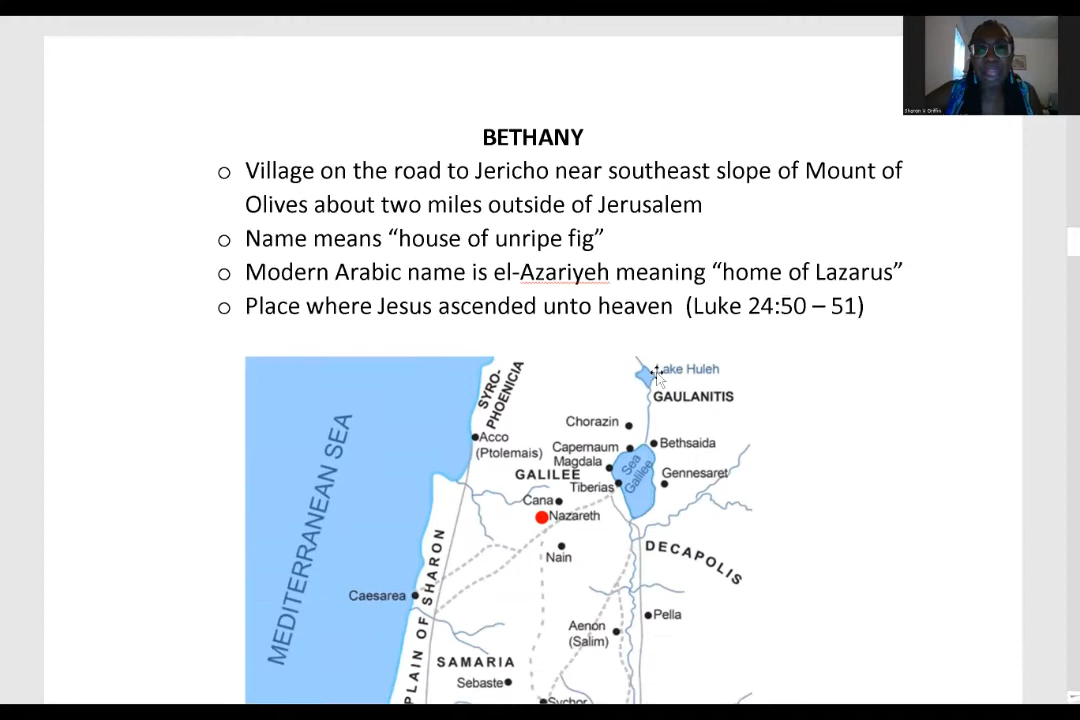 Sharon V Griffin
BETHANY
o Village on the road to Jericho near southeast slope of Mount of
Olives about two miles outside of Jerusalem
o Name means “house of unripe fig”
o Modern Arabic name is el-Azariyeh meaning “home of Lazarus”
o Place where Jesus ascended unto heaven (Luke 24:50 – 51)
SYRO-
PHOENICIA
Lake Huleh
GAULANITIS
Chorazin
MEDITERRANEAN SEA
Acco
(Ptolemais)
Capernaum
Bethsaida
Magdala
Sea
Galilee
GALILEE
Gennesaret
Tiberias
Cana
Nazareth
Nain
DECAPOLIS
PLAIN OF SHARON
Caesarea
Pella
Aenon
(Salim)
SAMARIA
Sebaste
Sychor